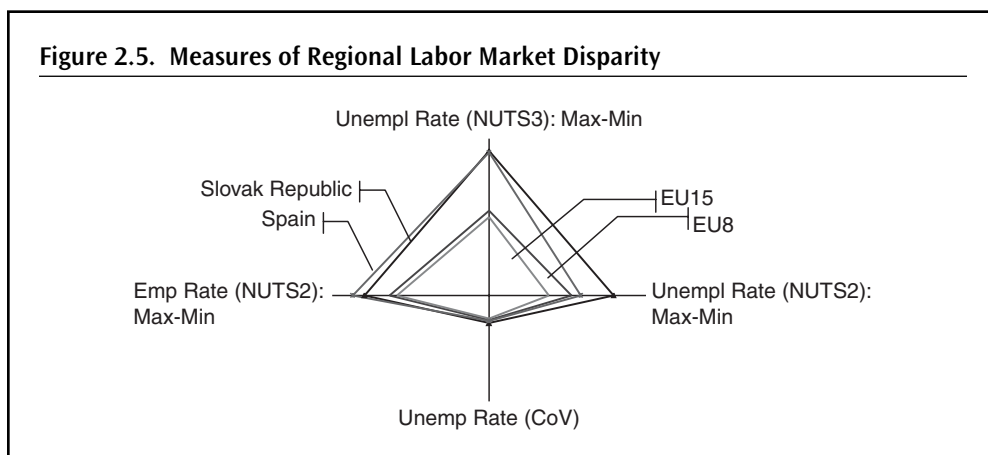 Figure 2.5. Measures of Regional Labor Market Disparity
Unempl Rate (NUTS3): Max-Min
Slovak Republic
Spain
EU15
EU8
Emp Rate (NUTS2):
Max-Min
Unempl Rate (NUTS2):
Max-Min
Unemp Rate (CoV)